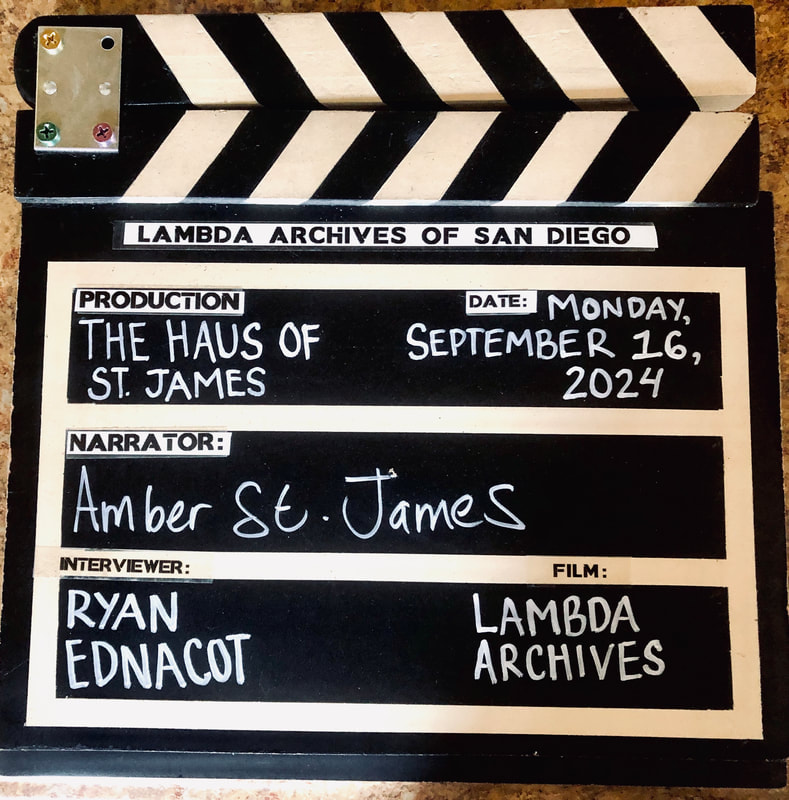 LAMBDA ARCHIVES OF SAN DIEGO
PRODUCTION
THE HAUS OF
ST. JAMES
DATE: MONDAY,
SEPTEMBER 16,
2024
NARRATOR:
Amber St. James
INTERVIEWER:
RYAN
EDNACOT
FILM:
LAMBDA
ARCHIVES